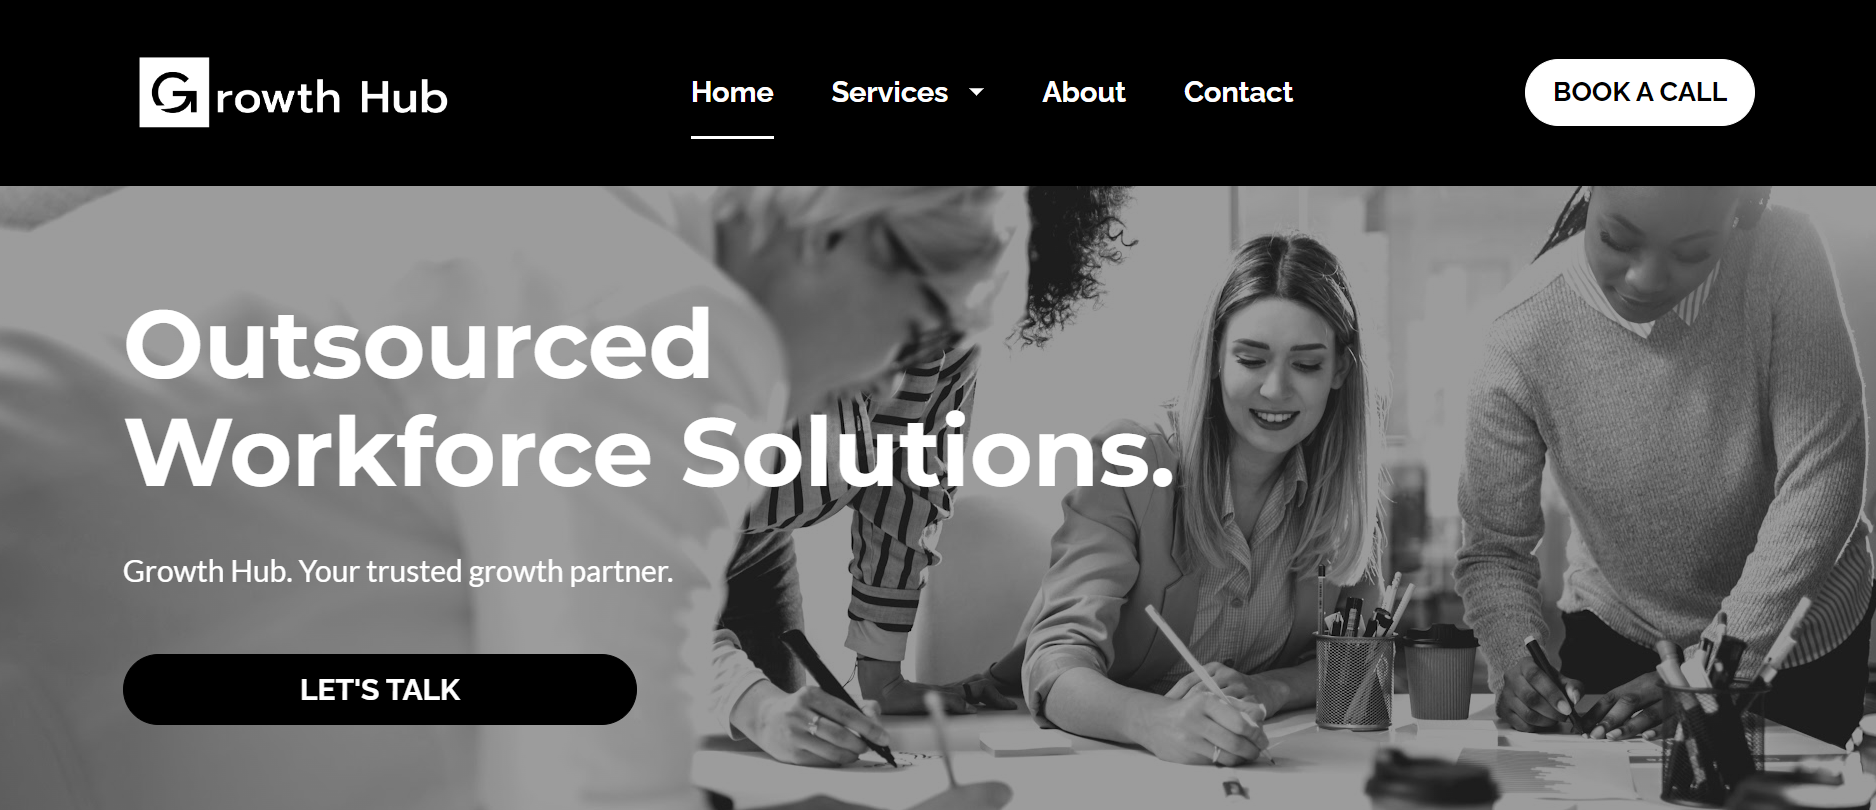 Growth Hub
Home Services About Contact
BOOK A CALL
Outsourced
Workforce Solutions.
Growth Hub. Your trusted growth partner.
LET'S TALK